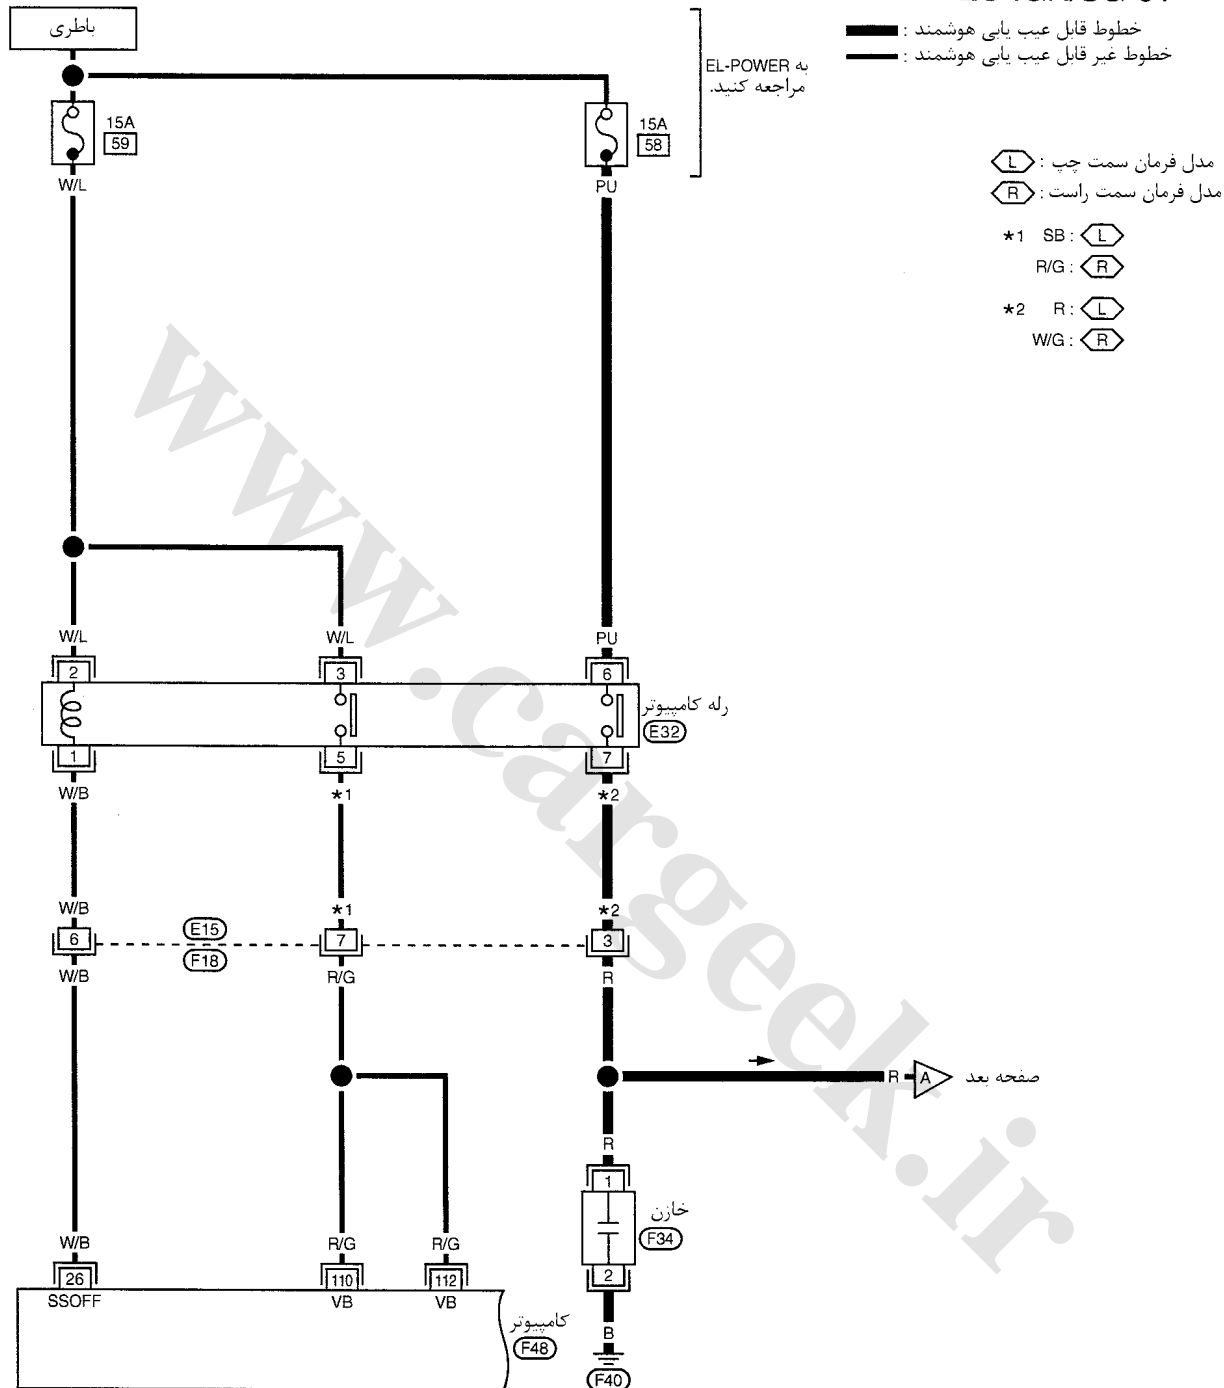 باطری
خطوط قابل عیب یابی هوشمند :
خطوط غیر قابل عیب یابی هوشمند :
به EL-POWER
مراجعه کنید.
15A
59
15A
58
W/L
PU
مدل فرمان سمت چپ : L
مدل فرمان سمت راست : R
★1 SB : L
R/G : R
★2 R : L
W/G : R
www.cargeek.ir
W/L
W/L
PU
2
3
6
رله کامپیوتر
E32
1
5
7
W/B
★1
★2
W/B
★1
★2
6
E15
F18
7
3
W/B
R/G
R
R
A
صفحه بعد
R
1
خازن
F34
2
W/B
R/G
R/G
26
110
112
SSOFF
VB
VB
کامپیوتر
F48
B
F40